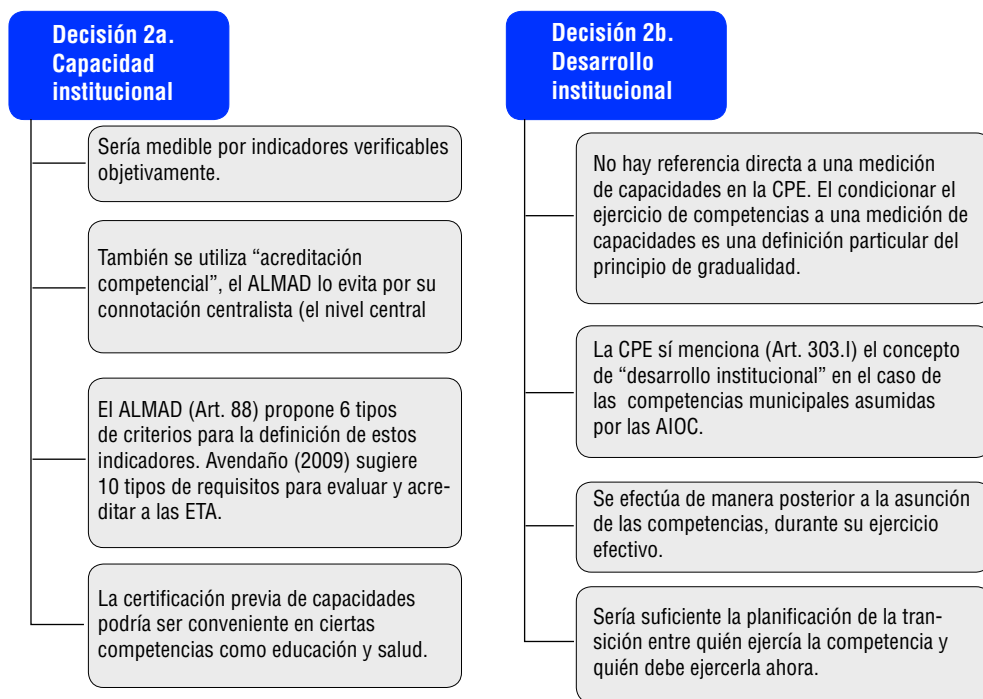 Decisión 2a.
Capacidad
institucional
Sería medible por indicadores verificables
objetivamente.
También se utiliza “acreditación
competencial”, el ALMAD lo evita por su
connotación centralista (el nivel central
El ALMAD (Art. 88) propone 6 tipos
de criterios para la definición de estos
indicadores. Avendaño (2009) sugiere
10 tipos de requisitos para evaluar y acre-
ditar a las ETA.
La certificación previa de capacidades
podría ser conveniente en ciertas
competencias como educación y salud.
Decisión 2b.
Desarrollo
institucional
No hay referencia directa a una medición
de capacidades en la CPE. El condicionar el
ejercicio de competencias a una medición de
capacidades es una definición particular del
principio de gradualidad.
La CPE sí menciona (Art. 303.I) el concepto
de “desarrollo institucional” en el caso de
las competencias municipales asumidas
por las AIOC.
Se efectúa de manera posterior a la asunción
de las competencias, durante su ejercicio
efectivo.
Sería suficiente la planificación de la tran-
sición entre quién ejercía la competencia y
quién debe ejercerla ahora.